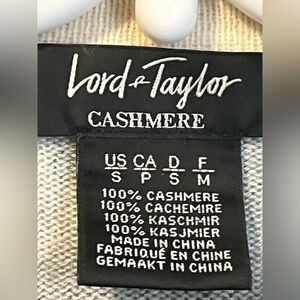 Lord & Taylor
CASHMERE
US CA D F
S P S M
100% CASHMERE
100% CACHEMIRE
100% KASCHMIR
100% KASJMIER
MADE IN CHINA
FABRIQUÉ EN CHINE
GEMAAKT IN CHINA